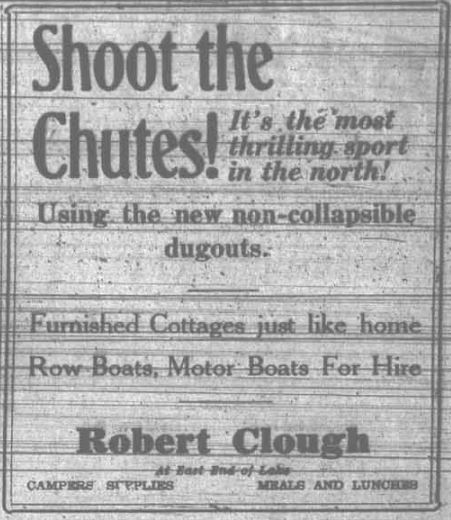 Shoot the
Chutes! It's the most
thrilling sport
in the north!
Using the new non-collapsible
dugouts.
Furnished Cottages just like home
Row Boats, Motor Boats For Hire
Robert Clough
At East End of Lake
CAMPERS SUPPLIES MEALS AND LUNCHES